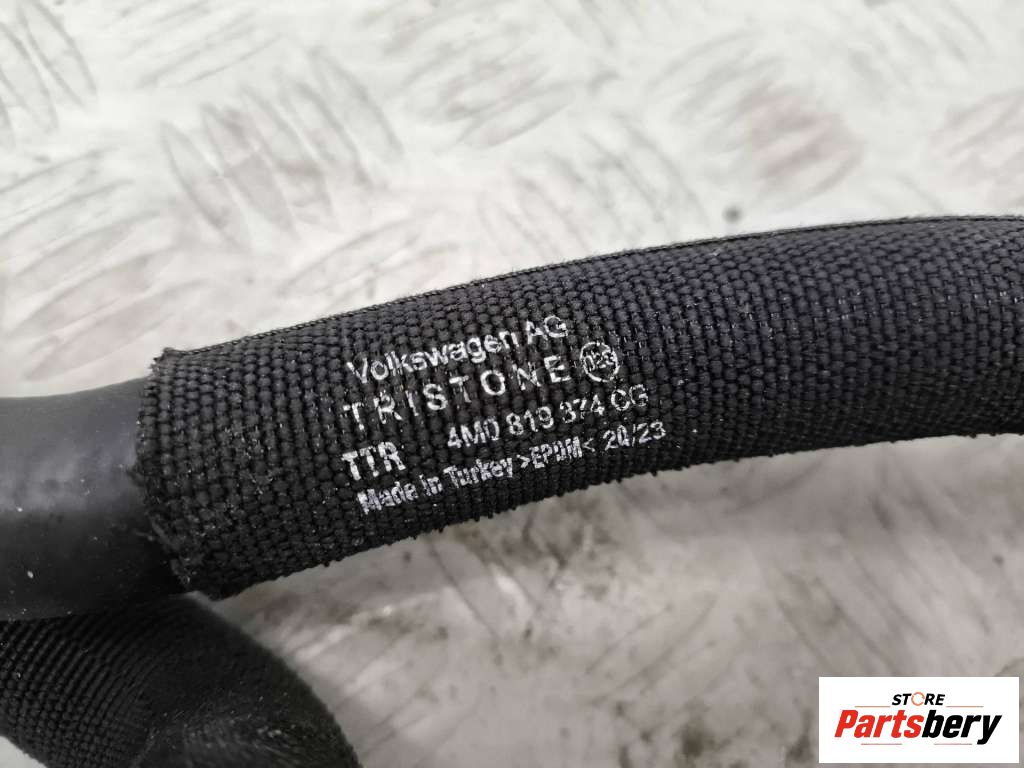 Volkswagen AG
TRISTONE
TTR 4M0 819 374 CG
Made in Turkey >EPDM< 20/23
STORE
Partsbery